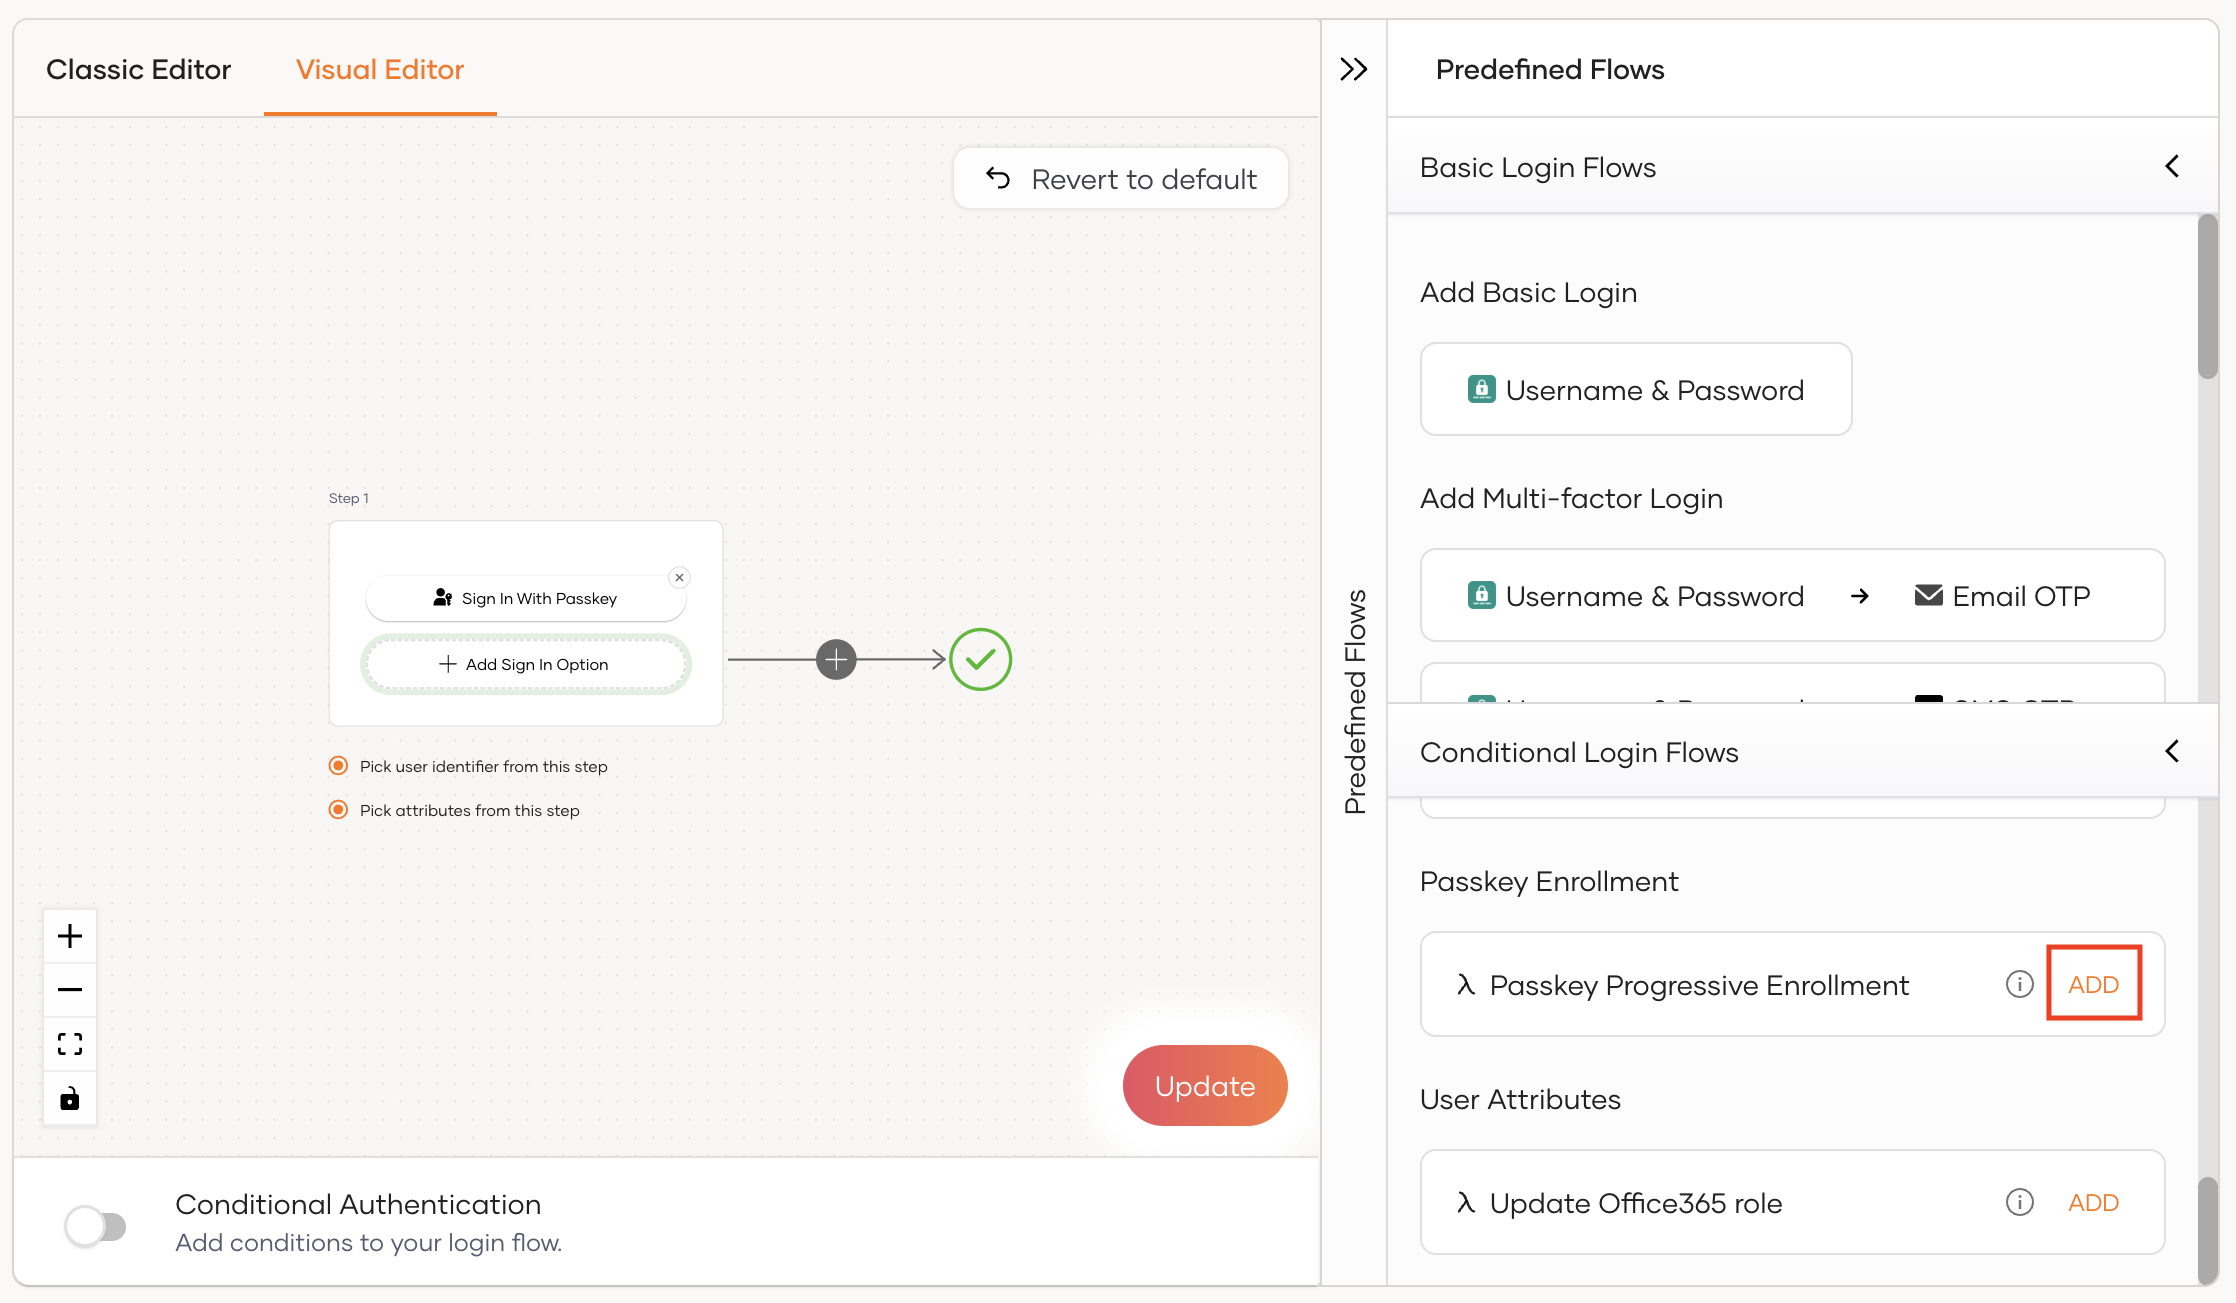 Classic Editor
Visual Editor
Revert to default
Step 1
Sign In With Passkey
Add Sign In Option
Pick user identifier from this step
Pick attributes from this step
Update
Conditional Authentication
Add conditions to your login flow.
Predefined Flows
Predefined Flows
Basic Login Flows
Add Basic Login
Username & Password
Add Multi-factor Login
Username & Password → Email OTP
Conditional Login Flows
Passkey Enrollment
λ Passkey Progressive Enrollment ADD
User Attributes
λ Update Office365 role ADD